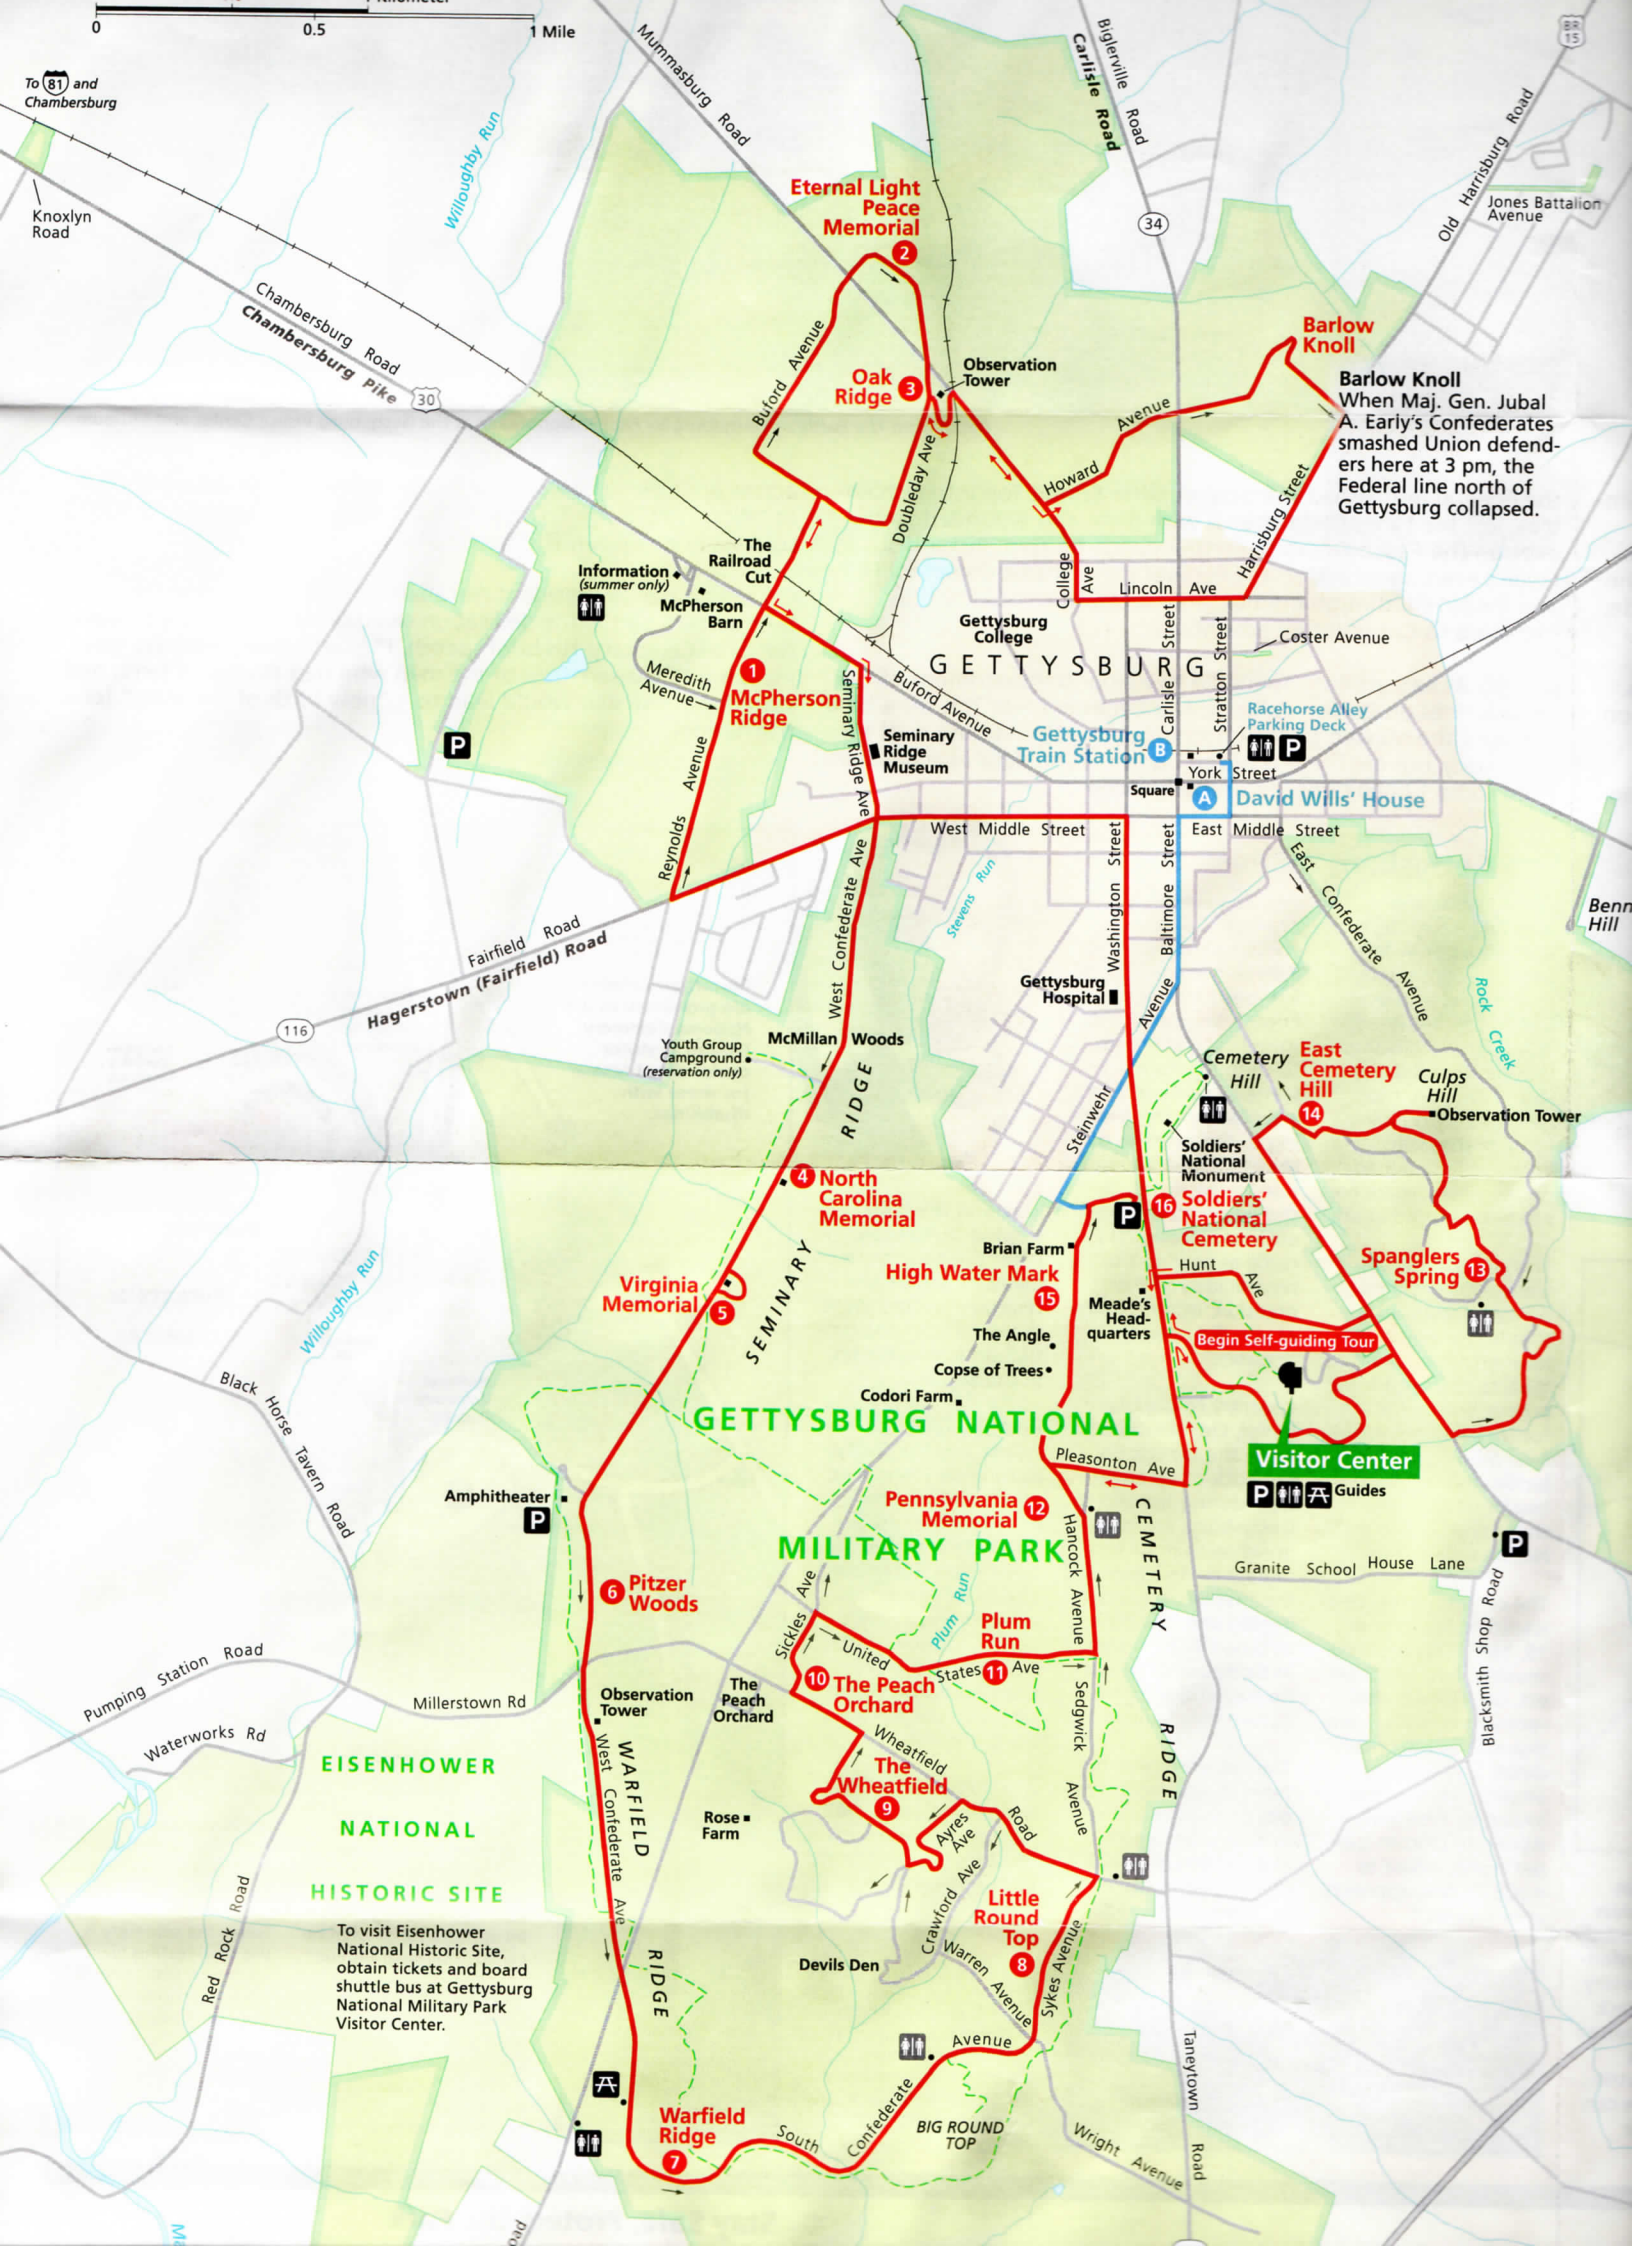 0
0.5
1 Mile
To 81 and
Chambersburg
Knoxlyn
Road
Willoughby Run
Mummasburg Road
Biglerville Road
Carlisle Road
34
BR
15
Old Harrisburg Road
Jones Battalion
Avenue
Chambersburg Road
Chambersburg Pike
30
Eternal Light
Peace
Memorial
2
Buford Avenue
Oak
Ridge
3
Observation
Tower
Doubleday Ave
Howard Avenue
Barlow
Knoll
Barlow Knoll
When Maj. Gen. Jubal
A. Early's Confederates
smashed Union defend-
ers here at 3 pm, the
Federal line north of
Gettysburg collapsed.
Harrisburg Street
The
Railroad
Cut
Information
(summer only)
McPherson
Barn
College
Ave
Lincoln Ave
Gettysburg
College
GETTYSBURG
Coster Avenue
Carlisle Street
Stratton Street
Meredith
Avenue
1
McPherson
Ridge
Seminary Ridge Ave
Buford Avenue
Seminary
Ridge
Museum
Gettysburg
Train Station
B
Racehorse Alley
Parking Deck
P
P
York Street
Square
A
David Wills' House
Reynolds Avenue
West Middle Street
East Middle Street
Fairfield Road
Hagerstown (Fairfield) Road
116
West Confederate Ave
Stevens Run
Washington Street
Baltimore Street
East Confederate Avenue
Benn
Hill
Rock Creek
Gettysburg
Hospital
Steinwehr Avenue
Youth Group
Campground
(reservation only)
McMillan Woods
SEMINARY RIDGE
Cemetery
Hill
East
Cemetery
Hill
14
Culps
Hill
Observation Tower
Soldiers'
National
Monument
4
North
Carolina
Memorial
P
16
Soldiers'
National
Cemetery
Brian Farm
High Water Mark
15
Hunt Ave
Spanglers
Spring
13
Virginia
Memorial
5
Meade's
Head-
quarters
Begin Self-guiding Tour
The Angle
Copse of Trees
Codori Farm
Willoughby Run
Black Horse Tavern Road
GETTYSBURG NATIONAL
MILITARY PARK
Pleasonton Ave
Visitor Center
P
Guides
Amphitheater
P
Pennsylvania
Memorial
12
Hancock Avenue
CEMETERY RIDGE
Granite School House Lane
P
Blacksmith Shop Road
6
Pitzer
Woods
Sickles Ave
Plum Run
Plum
Run
11
United States Ave
10
The Peach
Orchard
The
Peach
Orchard
Pumping Station Road
Millerstown Rd
Waterworks Rd
Observation
Tower
West Confederate Ave
WARFIELD RIDGE
Sedgwick Avenue
Wheatfield Road
The
Wheatfield
9
Ayres
Ave
Rose
Farm
Crawford Ave
EISENHOWER
NATIONAL
HISTORIC SITE
To visit Eisenhower
National Historic Site,
obtain tickets and board
shuttle bus at Gettysburg
National Military Park
Visitor Center.
Red Rock Road
Little
Round
Top
8
Devils Den
Warren Avenue
Sykes Avenue
South Confederate Avenue
BIG ROUND
TOP
Wright Avenue
Taneytown Road
Warfield
Ridge
7